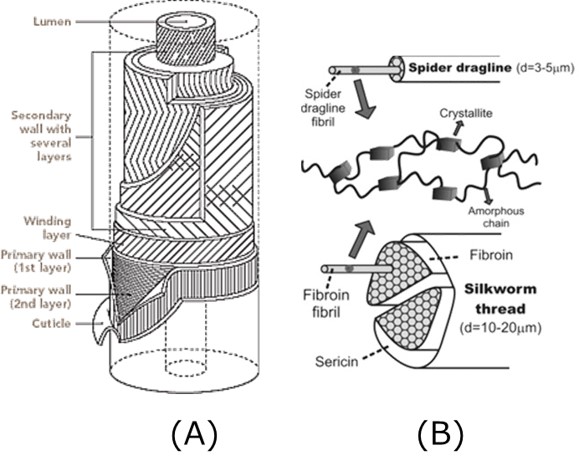 Lumen
Secondary
wall with
several
layers
Winding
layer
Primary wall
(1st layer)
Primary wall
(2nd layer)
Cuticle
(A)
Spider dragline (d=3-5μm)
Spider
dragline
fibril
Crystallite
Amorphous
chain
Fibroin
Fibroin
fibril
Silkworm
thread
(d=10-20μm)
Sericin
(B)